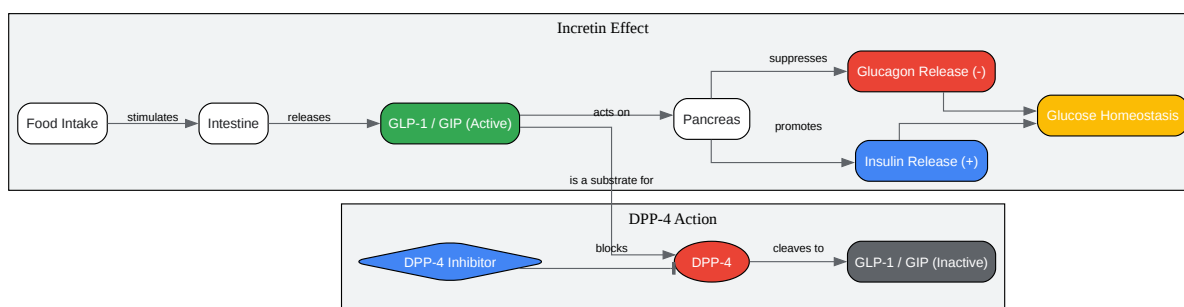 Incretin Effect
Food Intake
stimulates
Intestine
releases
GLP-1 / GIP (Active)
acts on
Pancreas
suppresses
Glucagon Release (-)
promotes
Insulin Release (+)
Glucose Homeostasis
is a substrate for
DPP-4 Action
DPP-4 Inhibitor
blocks
DPP-4
cleaves to
GLP-1 / GIP (Inactive)